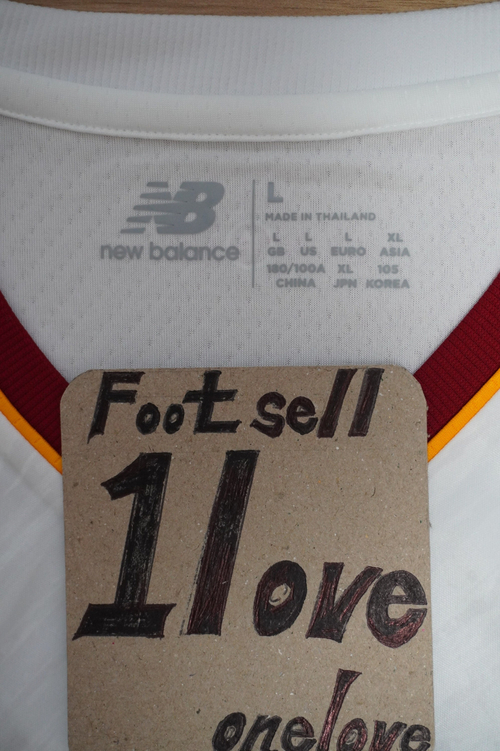 NB
new balance
L
MADE IN THAILAND
L L L XL
GB US EURO ASIA
180/100A XL 105
CHINA JPN KOREA
Foot sell
1love
onelove